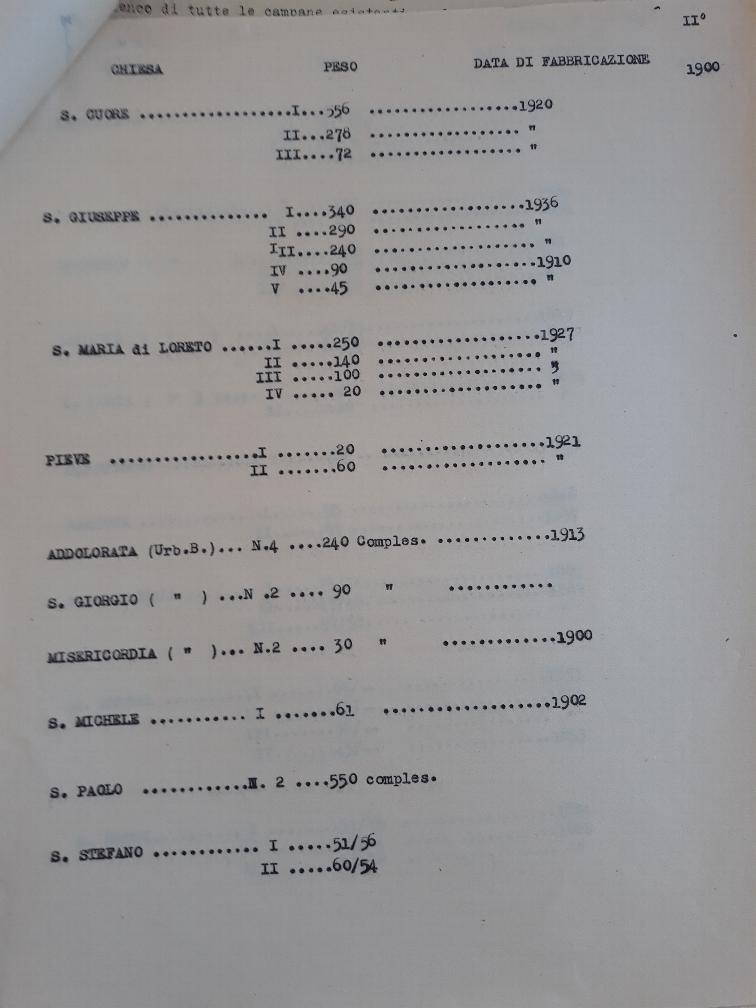 enco di tutte le campane esistenti
II°
CHIESA PESO DATA DI FABBRICAZIONE 1900
S. CUORE ..................I...556 ..................1920
II...278 .................. "
III....72 .................. "
S. GIUSEPPE .............. I....340 ..................1936
II ....290 .................. "
III....240 .................. "
IV ....90 ..................1910
V ....45 .................. "
S. MARIA di LORETO ......I .....250 ..................1927
II .....140 .................. "
III .....100 .................. "
IV ..... 20 .................. "
PIEVE .................I .......20 ..................1921
II .......60 .................. "
ADDOLORATA (Urb.B.)... N.4 ....240 Comples. .............1913
S. GIORGIO ( " ) ...N .2 .... 90 " ............
MISERICORDIA ( " )... N.2 .... 30 " .............1900
S. MICHELE ........... I .......61 ...................1902
S. PAOLO ............N. 2 ....550 comples.
S. STEFANO ............ I .....51/56
II .....60/54